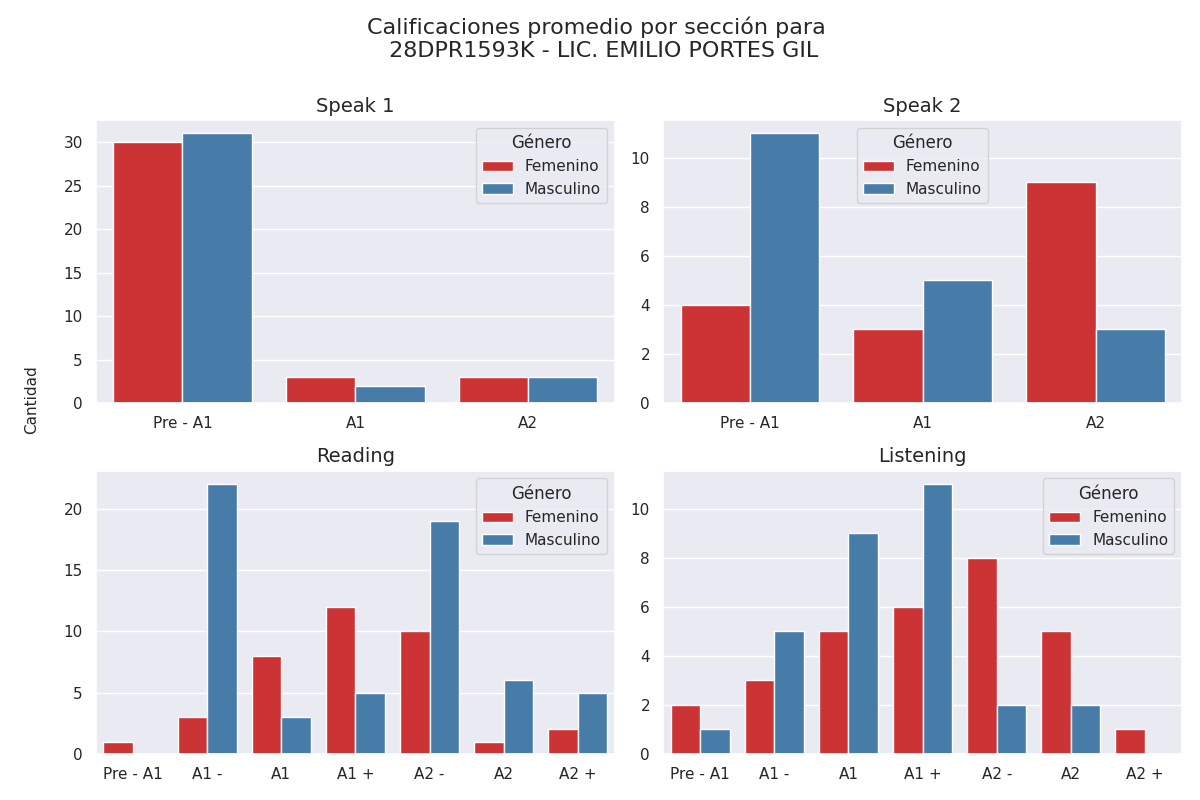 Calificaciones promedio por sección para
28DPR1593K - LIC. EMILIO PORTES GIL
Cantidad
Speak 1
30
25
20
15
10
5
0
Pre - A1
A1
A2
Género
Femenino
Masculino
Speak 2
10
8
6
4
2
0
Pre - A1
A1
A2
Género
Femenino
Masculino
Reading
20
15
10
5
0
Pre - A1
A1 -
A1
A1 +
A2 -
A2
A2 +
Género
Femenino
Masculino
Listening
10
8
6
4
2
0
Pre - A1
A1 -
A1
A1 +
A2 -
A2
A2 +
Género
Femenino
Masculino